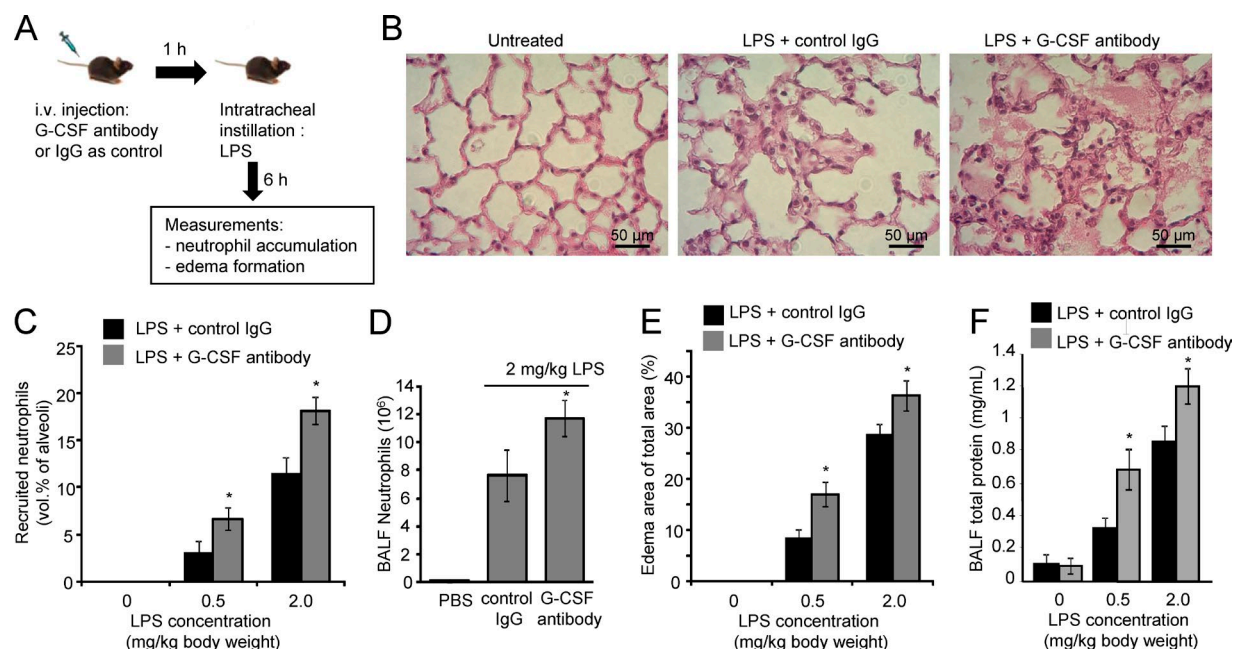 A
1 h
i.v. injection:
G-CSF antibody
or IgG as control
Intratracheal
instillation :
LPS
6 h
Measurements:
- neutrophil accumulation
- edema formation
B
Untreated
LPS + control IgG
LPS + G-CSF antibody
50 µm
50 µm
50 µm
C
LPS + control IgG
LPS + G-CSF antibody
Recruited neutrophils
(vol.% of alveoli)
25
20
15
10
5
0
*
*
0 0.5 2.0
LPS concentration
(mg/kg body weight)
D
2 mg/kg LPS
BALF Neutrophils (10⁶)
14
12
10
8
6
4
2
0
*
PBS
control
IgG
G-CSF
antibody
E
LPS + control IgG
LPS + G-CSF antibody
Edema area of total area (%)
40
30
20
10
0
*
*
0 0.5 2.0
LPS concentration
(mg/kg body weight)
F
LPS + control IgG
LPS + G-CSF antibody
BALF total protein (mg/mL)
1.4
1.2
1
0.8
0.6
0.4
0.2
0
*
*
0 0.5 2.0
LPS concentration
(mg/kg body weight)